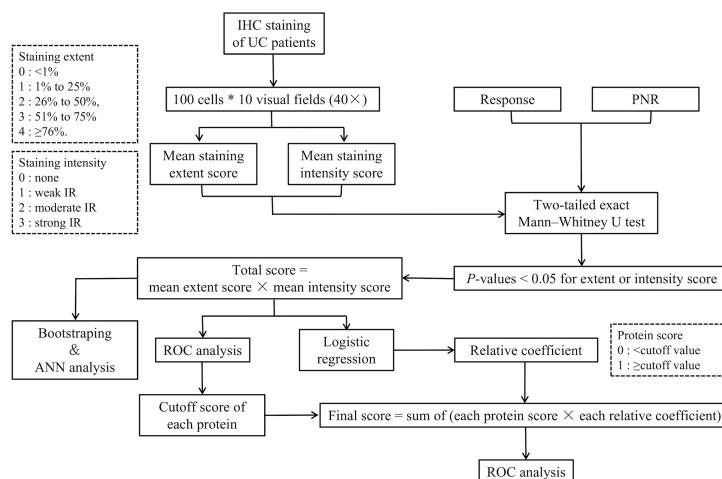 IHC staining
of UC patients
Staining extent
0 : <1%
1 : 1% to 25%
2 : 26% to 50%,
3 : 51% to 75%
4 : ≥76%.
100 cells * 10 visual fields (40×)
Response
PNR
Mean staining
extent score
Mean staining
intensity score
Staining intensity
0 : none
1 : weak IR
2 : moderate IR
3 : strong IR
Two-tailed exact
Mann–Whitney U test
Total score =
mean extent score × mean intensity score
P-values < 0.05 for extent or intensity score
Bootstraping
&
ANN analysis
ROC analysis
Logistic
regression
Relative coefficient
Protein score
0 : <cutoff value
1 : ≥cutoff value
Cutoff score of
each protein
Final score = sum of (each protein score × each relative coefficient)
ROC analysis